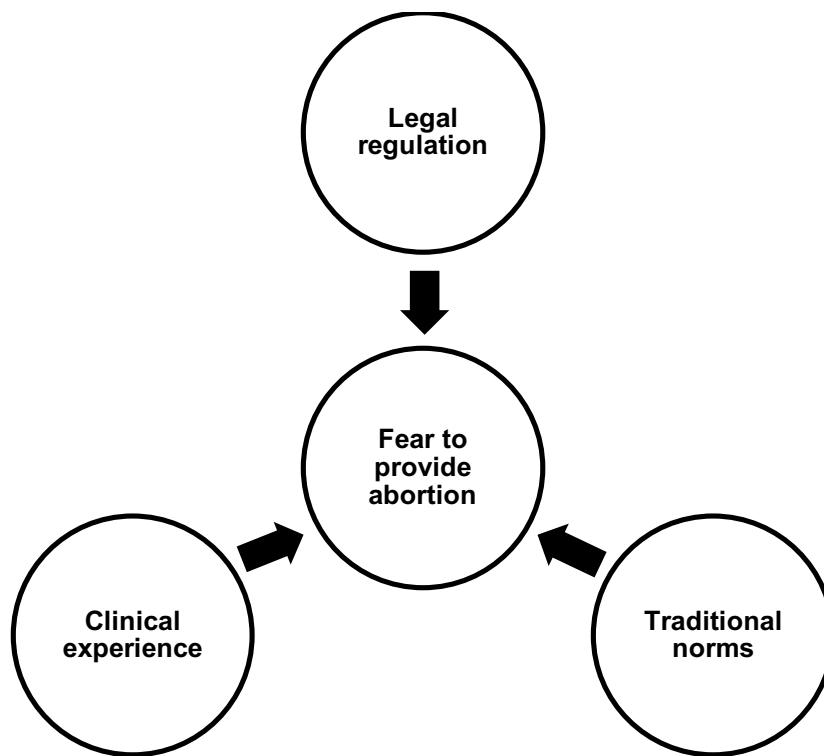 Legal
regulation
Fear to
provide
abortion
Clinical
experience
Traditional
norms